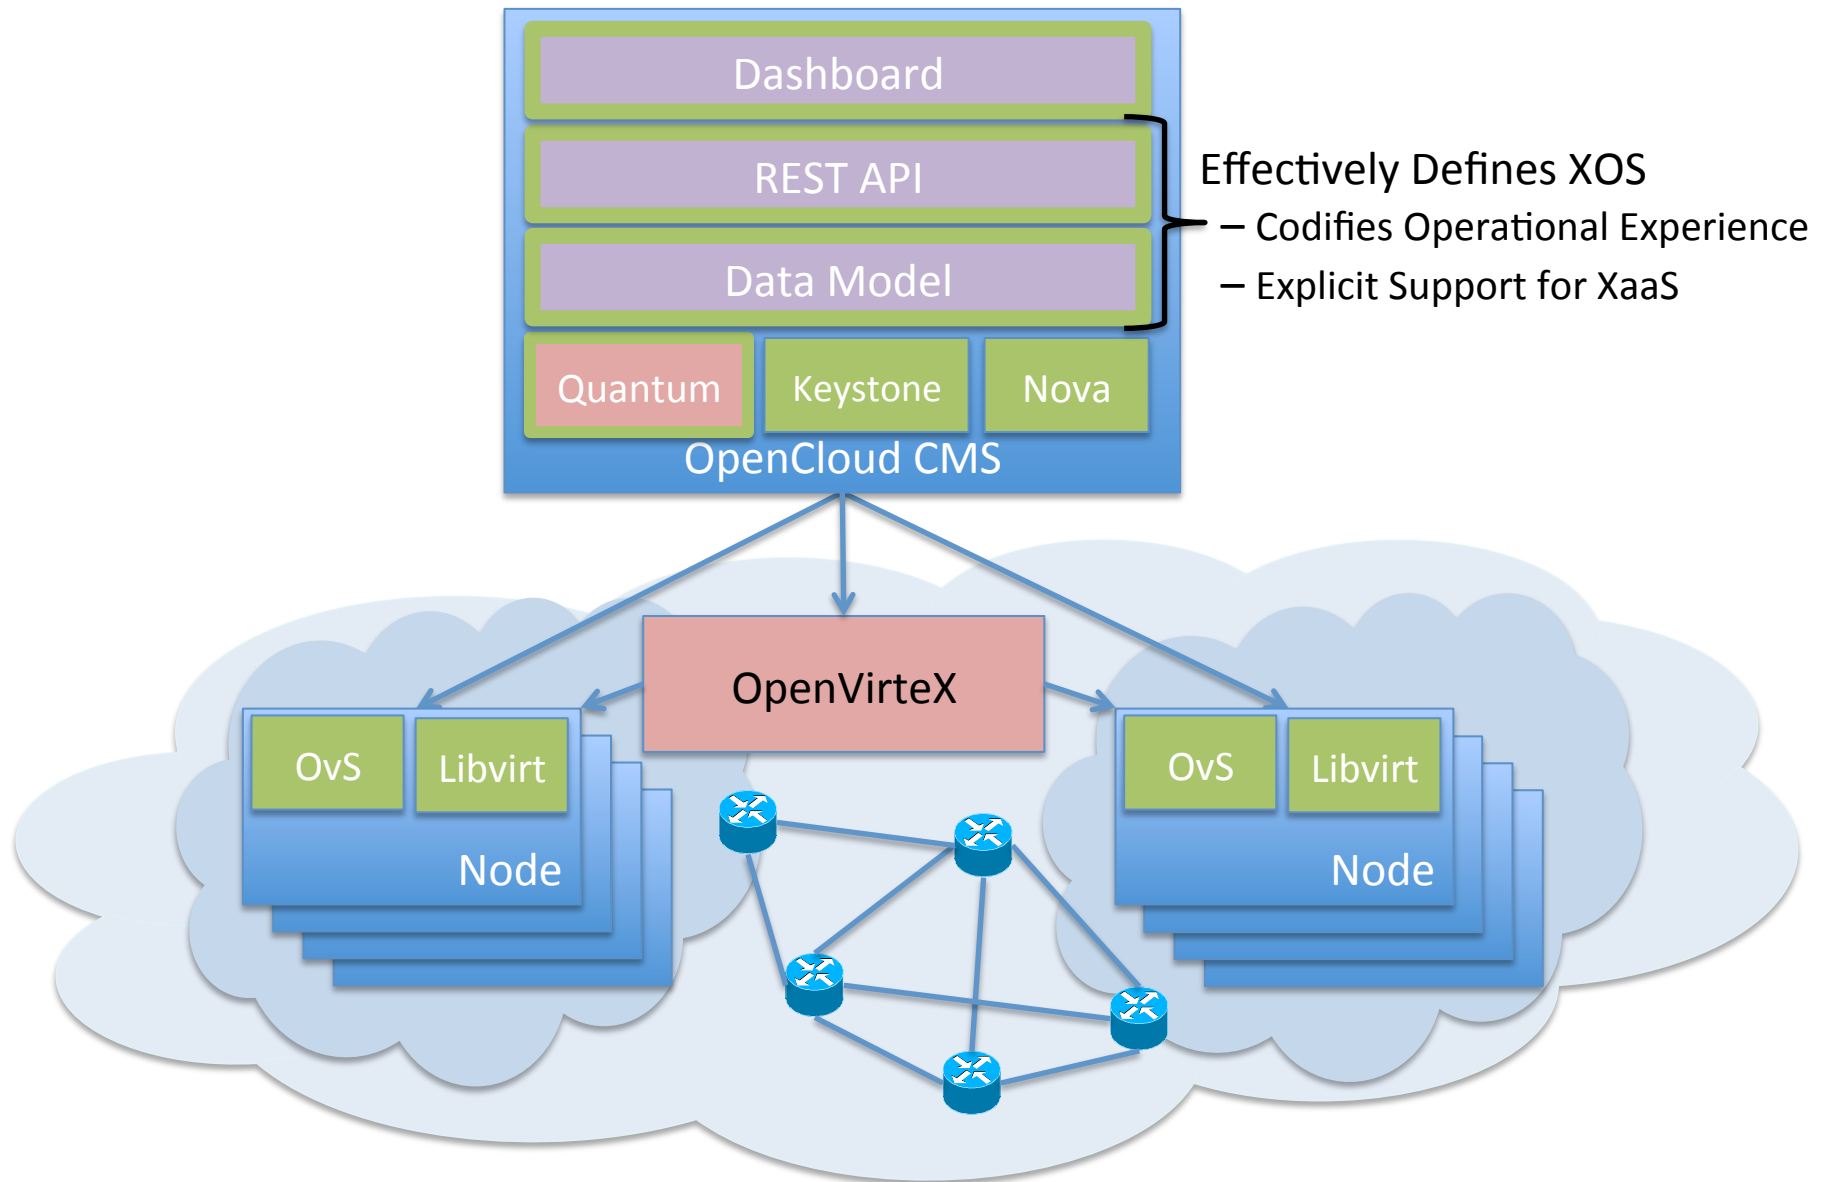 Dashboard
REST API
Data Model
Effectively Defines XOS
– Codifies Operational Experience
– Explicit Support for XaaS
Quantum
Keystone
Nova
OpenCloud CMS
OpenVirteX
OvS
Libvirt
Node
OvS
Libvirt
Node